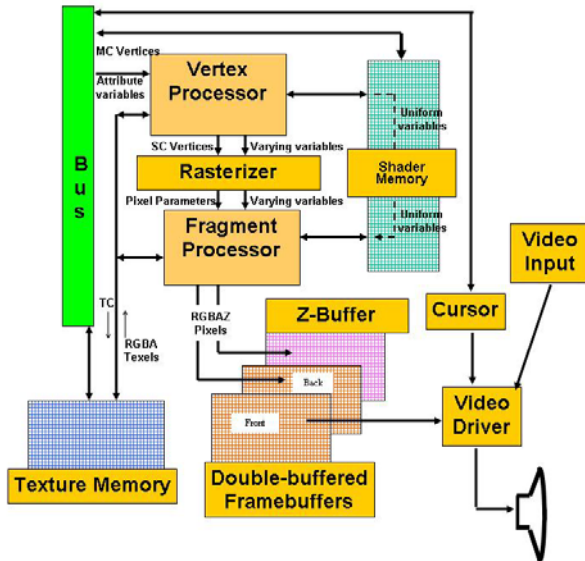 MC Vertices
Attribute
variables
Vertex
Processor
Uniform
variables
SC Vertices
Varying variables
Bus
Rasterizer
Shader
Memory
Pixel Parameters
Varying variables
Uniform
variables
Fragment
Processor
Video
Input
TC
RGBA
Texels
RGBAZ
Pixels
Z-Buffer
Cursor
Back
Front
Video
Driver
Texture Memory
Double-buffered
Framebuffers